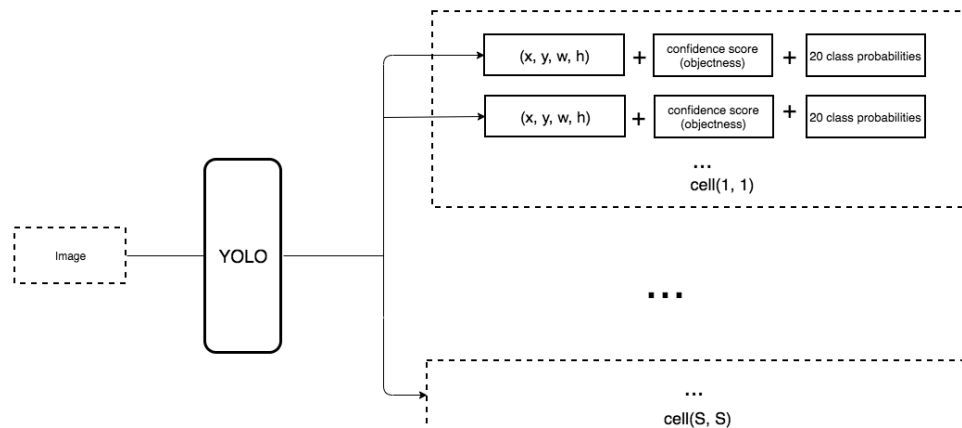 (x, y, w, h) + confidence score + 20 class probabilities
(objectness)
(x, y, w, h) + confidence score + 20 class probabilities
(objectness)
...
cell(1, 1)
Image
YOLO
...
...
cell(S, S)